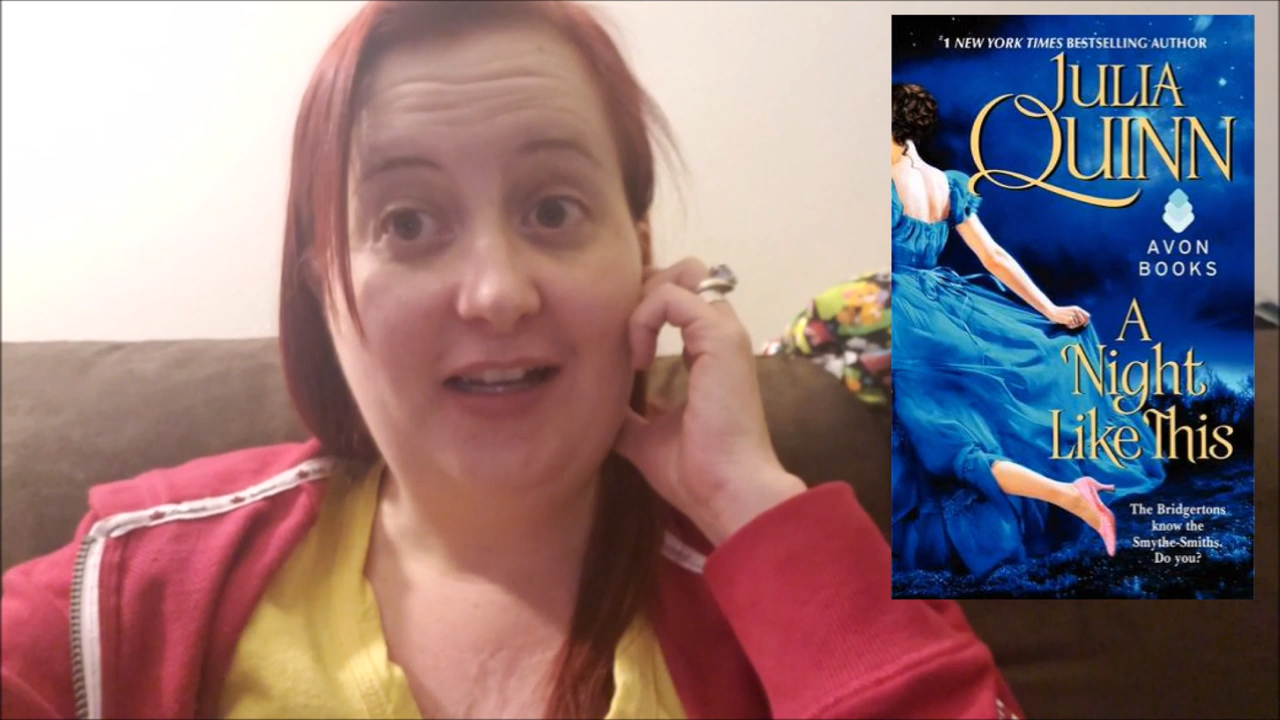 #1 NEW YORK TIMES BESTSELLING AUTHOR
JULIA
QUINN
AVON
BOOKS
A
Night
Like This
The Bridgertons
know the
Smythe-Smiths.
Do you?